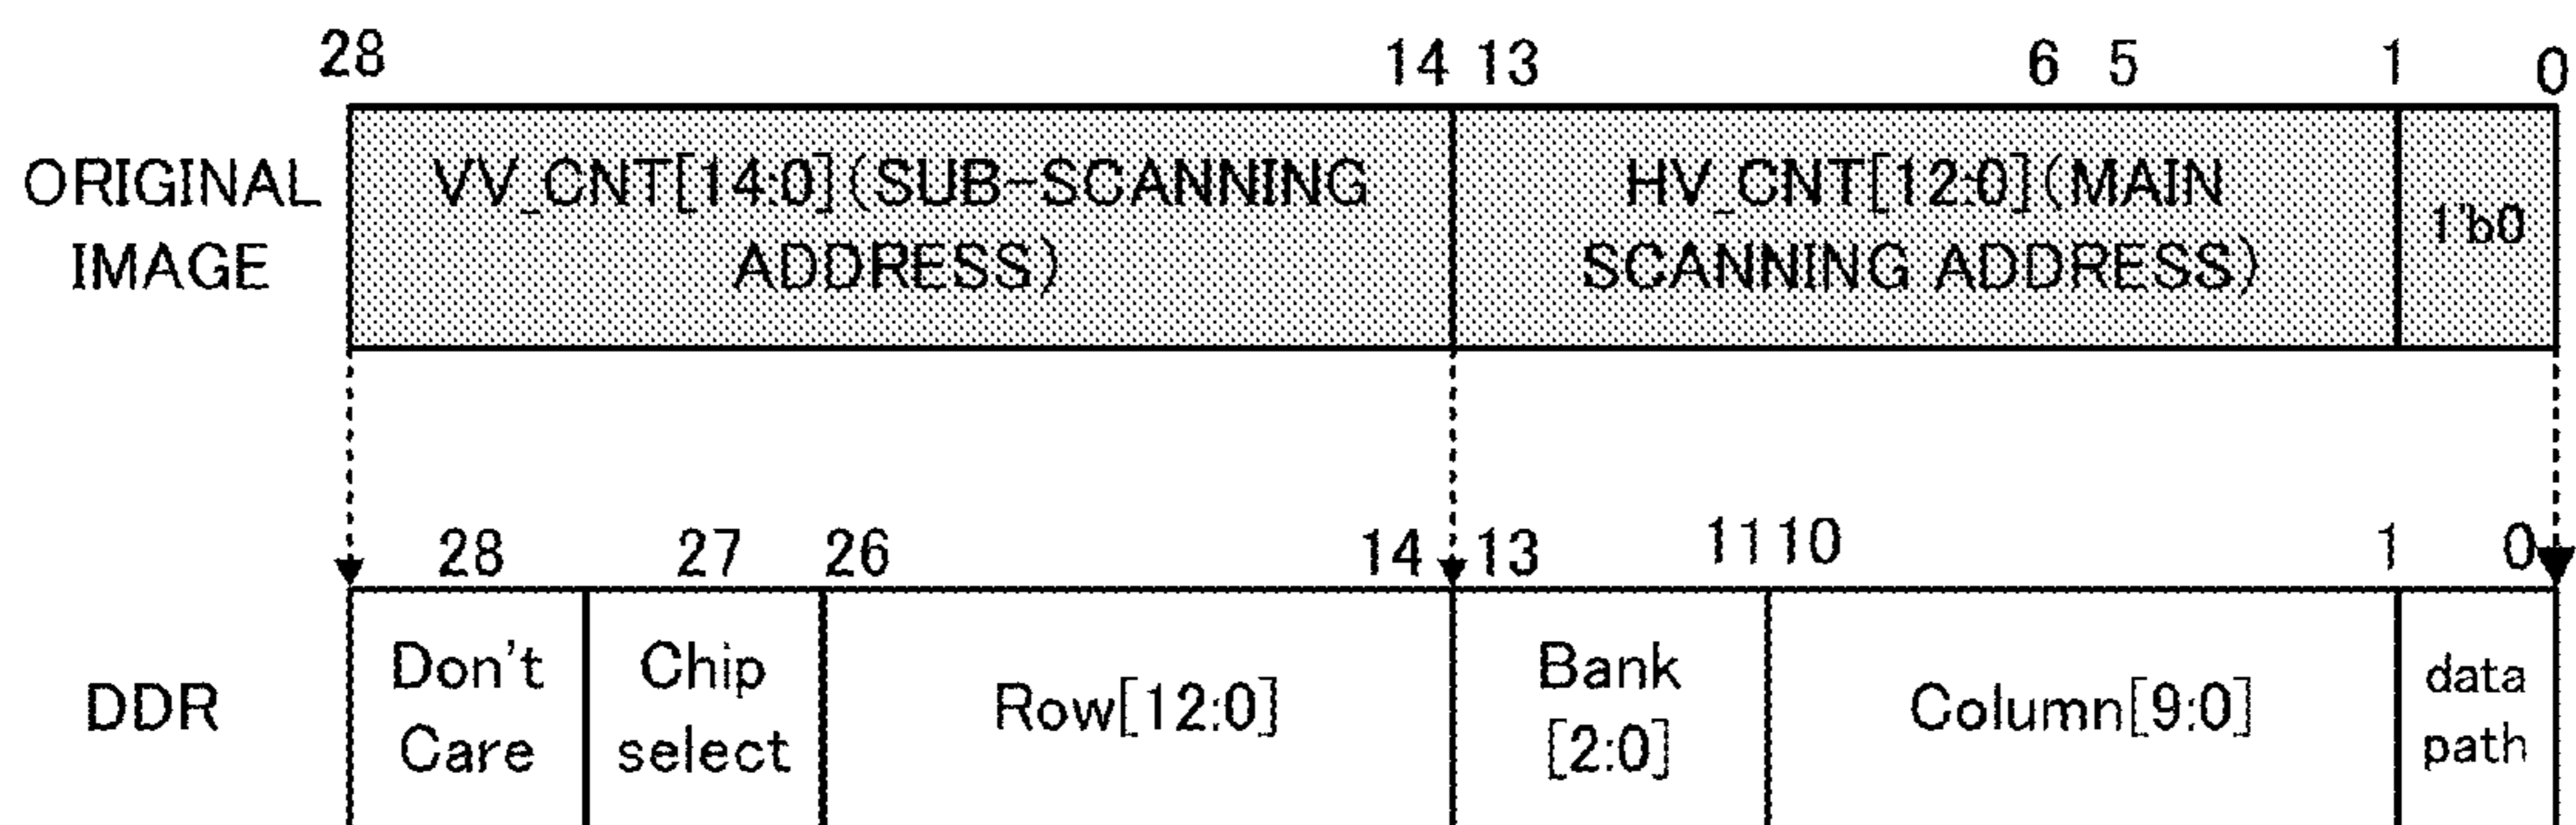 28 14 13 6 5 1 0
ORIGINAL IMAGE
VV_CNT[14:0](SUB-SCANNING ADDRESS)
HV_CNT[12:0](MAIN SCANNING ADDRESS)
1'b0
28 27 26 14 13 11 10 1 0
DDR
Don't Care
Chip select
Row[12:0]
Bank [2:0]
Column[9:0]
data path